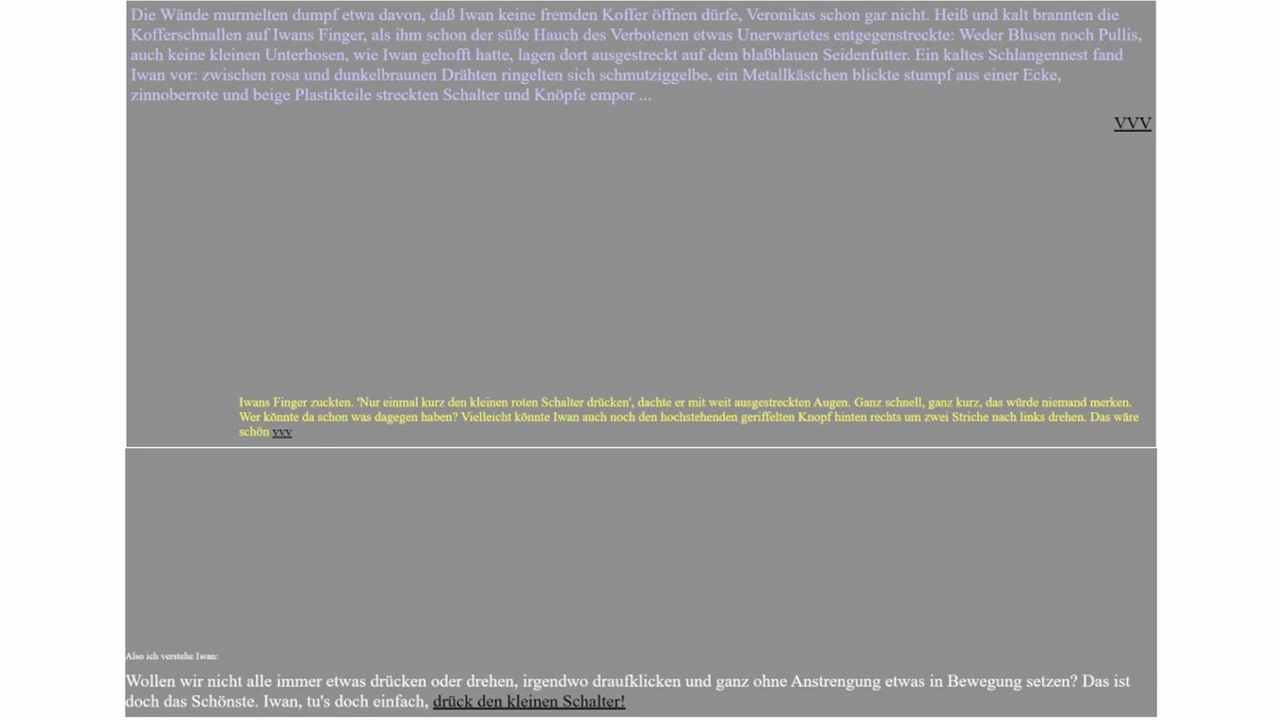 Die Wände murmelten dumpf etwa davon, daß Iwan keine fremden Koffer öffnen dürfe, Veronikas schon gar nicht. Heiß und kalt brannten die
Kofferschnallen auf Iwans Finger, als ihm schon der süße Hauch des Verbotenen etwas Unerwartetes entgegenstreckte: Weder Blusen noch Pullis,
auch keine kleinen Unterhosen, wie Iwan gehofft hatte, lagen dort ausgestreckt auf dem blaßblauen Seidenfutter. Ein kaltes Schlangennest fand
Iwan vor: zwischen rosa und dunkelbraunen Drähten ringelten sich schmutziggelbe, ein Metallkästchen blickte stumpf aus einer Ecke,
zinnoberrote und beige Plastikteile streckten Schalter und Knöpfe empor ...
VVV
Iwans Finger zuckten. 'Nur einmal kurz den kleinen roten Schalter drücken', dachte er mit weit ausgestreckten Augen. Ganz schnell, ganz kurz, das würde niemand merken.
Wer könnte da schon was dagegen haben? Vielleicht könnte Iwan auch noch den hochstehenden geriffelten Knopf hinten rechts um zwei Striche nach links drehen. Das wäre
schön vvv
Also ich verstehe Iwan:
Wollen wir nicht alle immer etwas drücken oder drehen, irgendwo draufklicken und ganz ohne Anstrengung etwas in Bewegung setzen? Das ist
doch das Schönste. Iwan, tu's doch einfach, drück den kleinen Schalter!